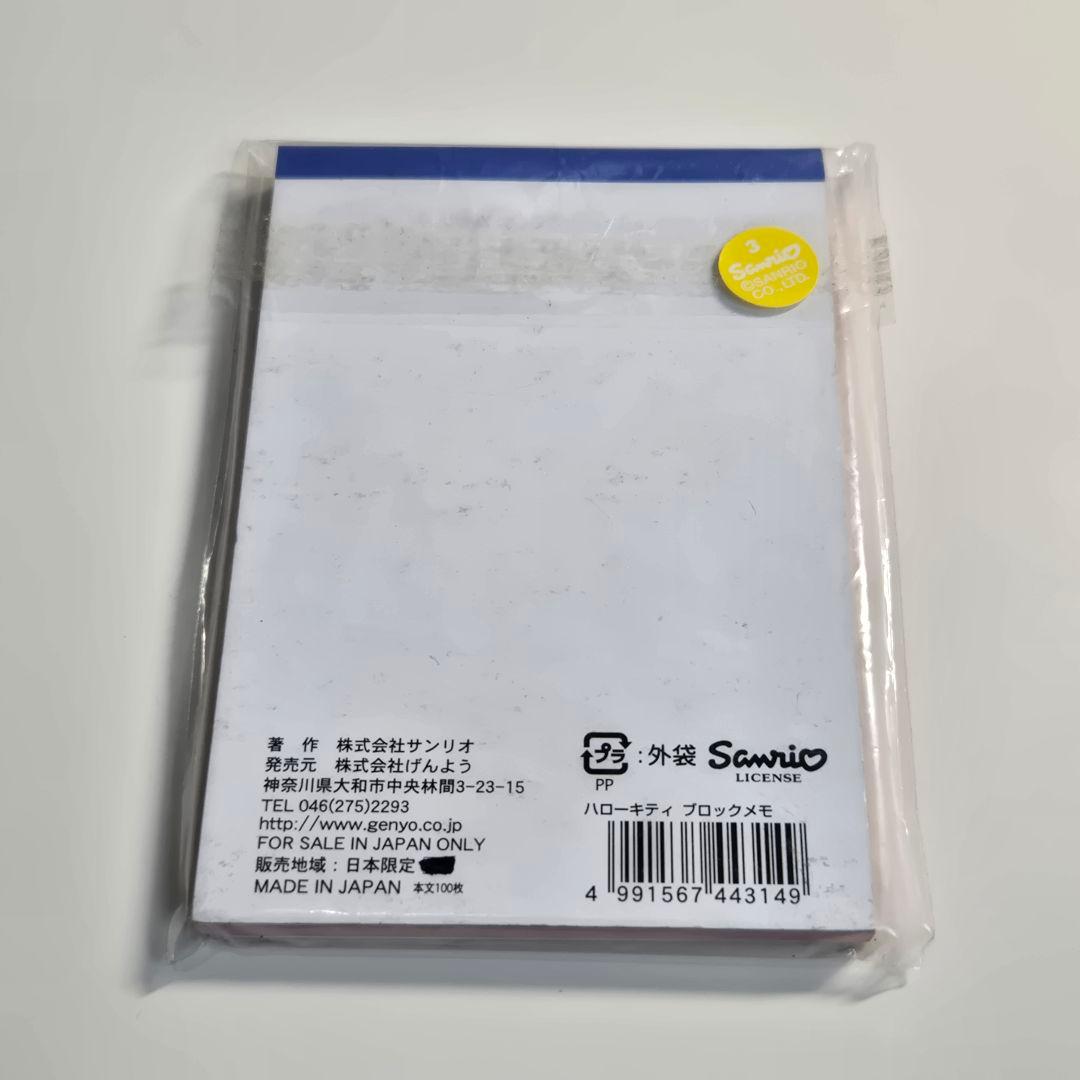 3
Sanrio
©SANRIO
CO.,LTD.
著 作 株式会社サンリオ
発売元 株式会社げんよう
神奈川県大和市中央林間3-23-15
TEL 046(275)2293
http://www.genyo.co.jp
FOR SALE IN JAPAN ONLY
販売地域：日本限定
MADE IN JAPAN 本文100枚
プラ : 外袋
PP
Sanrio
LICENSE
ハローキティ ブロックメモ
4 991567 443149